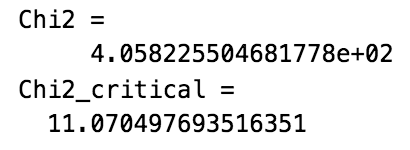 Chi2 =
4.058225504681778e+02
Chi2_critical =
11.070497693516351